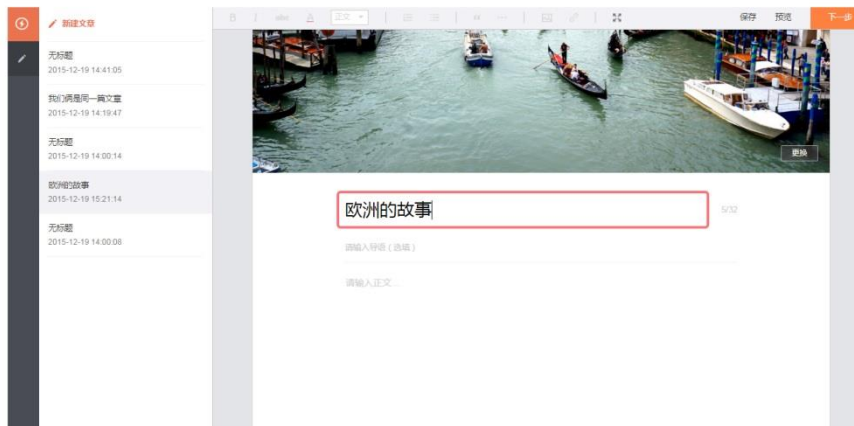 新建文章
B I abc A 正文
保存 预览 下一步
无标题
2015-12-19 14:41:05
我们俩是同一篇文章
2015-12-19 14:19:47
无标题
2015-12-19 14:00:14
欧洲的故事
2015-12-19 15:21:14
无标题
2015-12-19 14:00:08
更换
欧洲的故事
5/32
请输入导语（选填）
请输入正文...